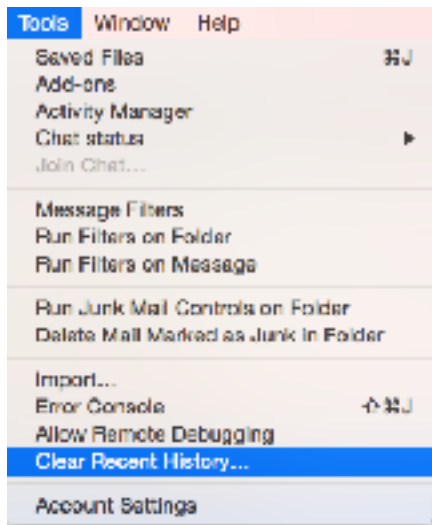 Tools Window Help
Saved Files ⌘J
Add-ons
Activity Manager
Chat status ▶
Join Chat...
Message Filters
Run Filters on Folder
Run Filters on Message
Run Junk Mail Controls on Folder
Delete Mail Marked as Junk in Folder
Import...
Error Console ⇧⌘J
Allow Remote Debugging
Clear Recent History...
Account Settings